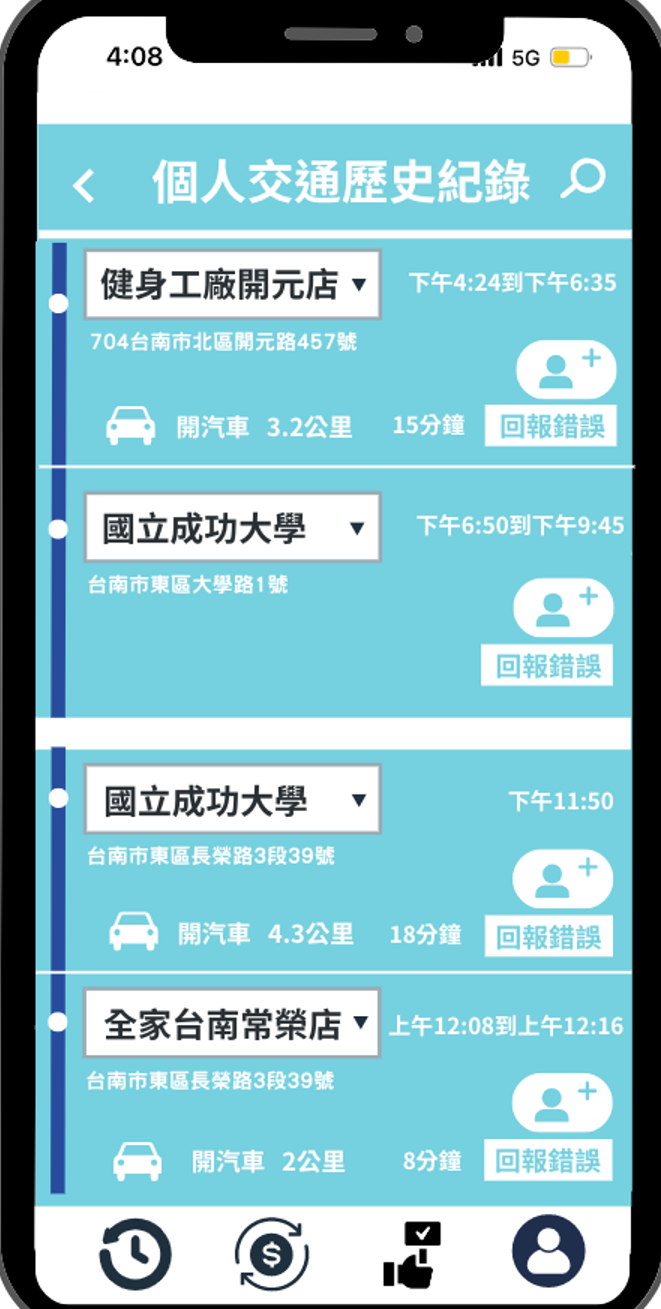 4:08 5G
個人交通歷史紀錄
健身工廠開元店 ▼ 下午4:24到下午6:35
704台南市北區開元路457號
開汽車 3.2公里 15分鐘 回報錯誤
國立成功大學 ▼ 下午6:50到下午9:45
台南市東區大學路1號
回報錯誤
國立成功大學 ▼ 下午11:50
台南市東區長榮路3段39號
開汽車 4.3公里 18分鐘 回報錯誤
全家台南常榮店 ▼ 上午12:08到上午12:16
台南市東區長榮路3段39號
開汽車 2公里 8分鐘 回報錯誤